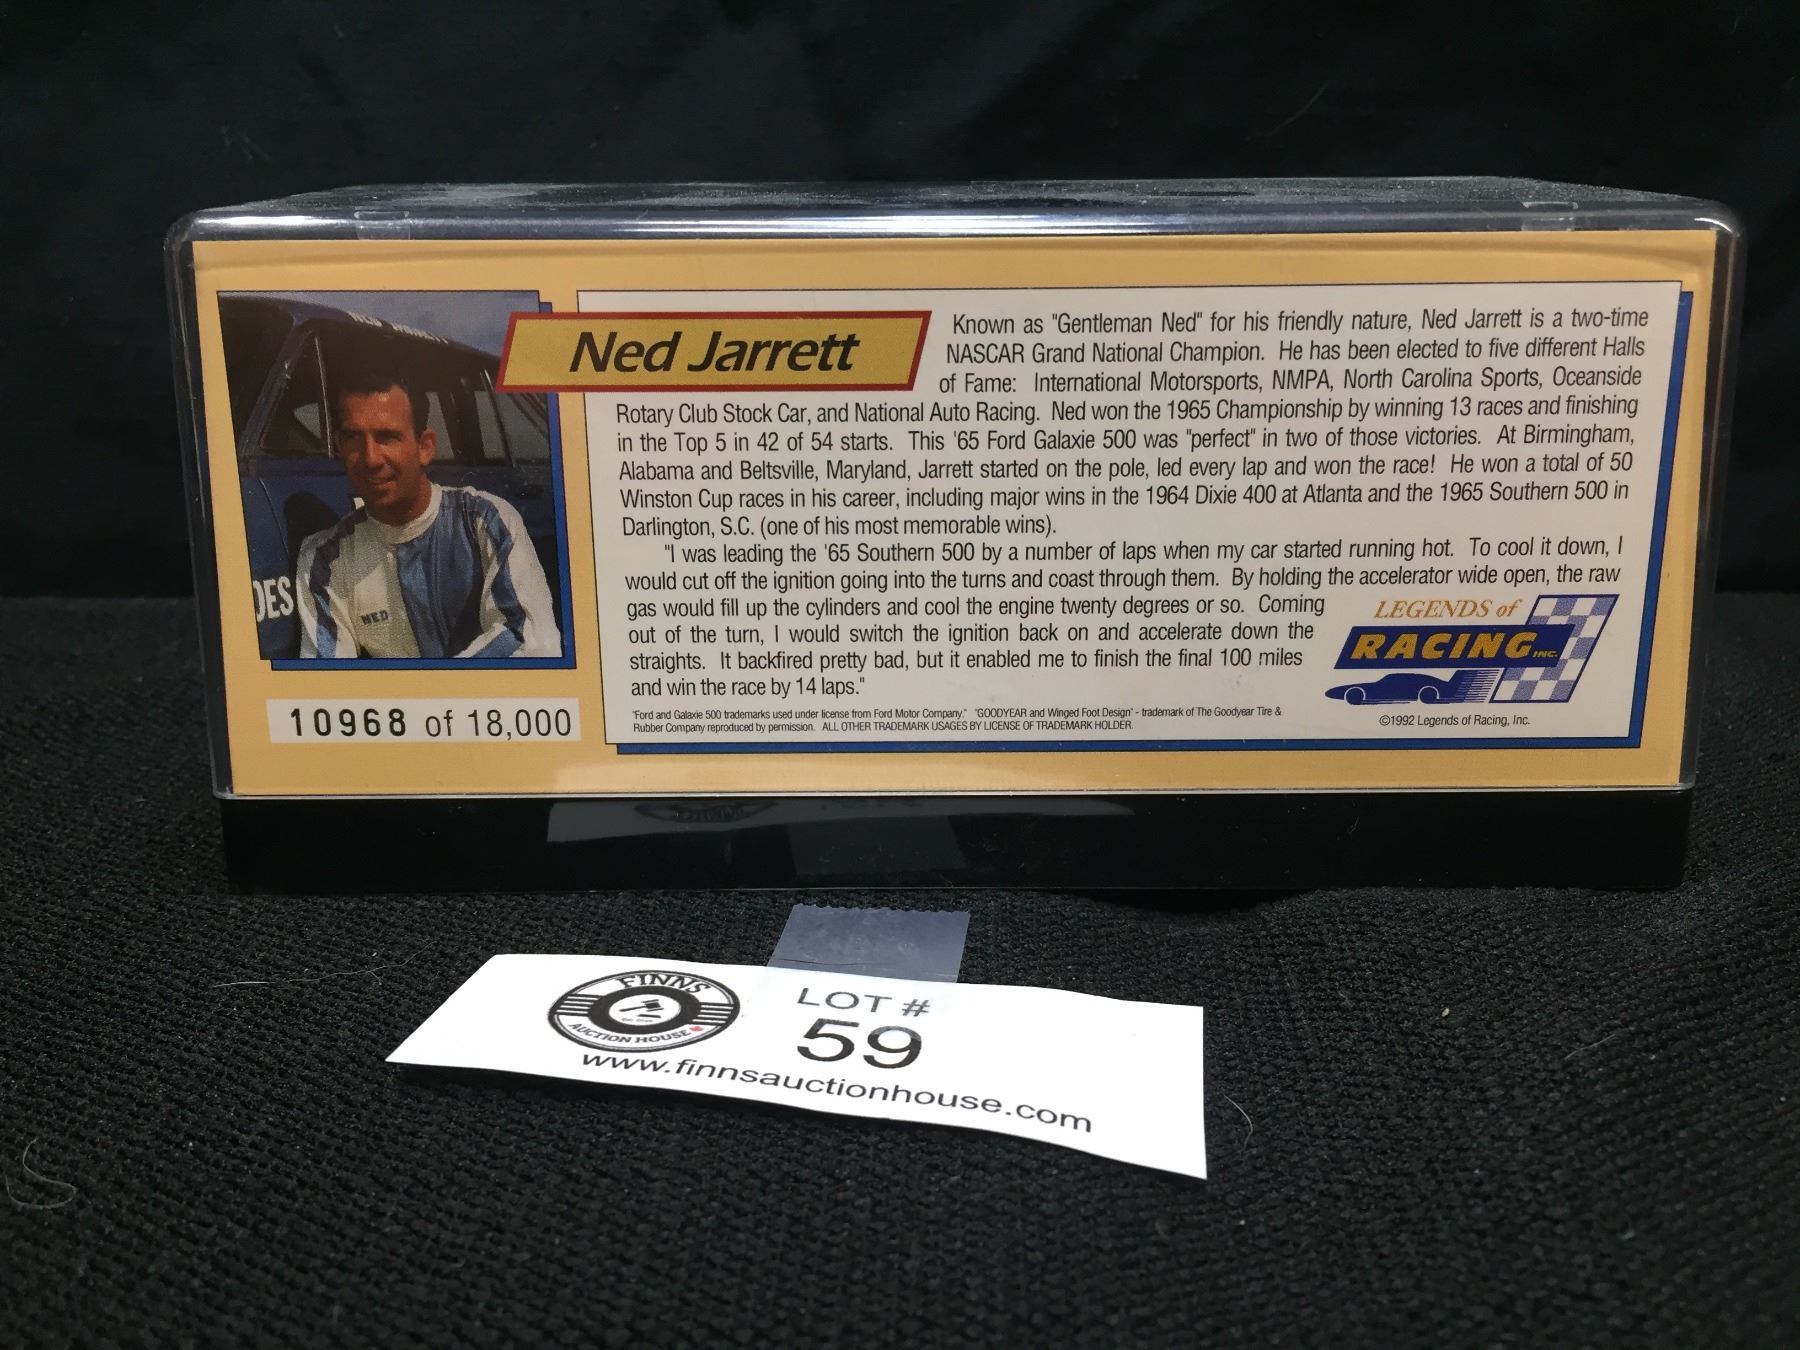 Ned Jarrett
Known as "Gentleman Ned" for his friendly nature, Ned Jarrett is a two-time
NASCAR Grand National Champion. He has been elected to five different Halls
of Fame: International Motorsports, NMPA, North Carolina Sports, Oceanside
Rotary Club Stock Car, and National Auto Racing. Ned won the 1965 Championship by winning 13 races and finishing
in the Top 5 in 42 of 54 starts. This '65 Ford Galaxie 500 was "perfect" in two of those victories. At Birmingham,
Alabama and Beltsville, Maryland, Jarrett started on the pole, led every lap and won the race! He won a total of 50
Winston Cup races in his career, including major wins in the 1964 Dixie 400 at Atlanta and the 1965 Southern 500 in
Darlington, S.C. (one of his most memorable wins).
"I was leading the '65 Southern 500 by a number of laps when my car started running hot. To cool it down, I
would cut off the ignition going into the turns and coast through them. By holding the accelerator wide open, the raw
gas would fill up the cylinders and cool the engine twenty degrees or so. Coming
out of the turn, I would switch the ignition back on and accelerate down the
straights. It backfired pretty bad, but it enabled me to finish the final 100 miles
and win the race by 14 laps."
"Ford and Galaxie 500 trademarks used under license from Ford Motor Company." "GOODYEAR and Winged Foot Design" - trademark of The Goodyear Tire &
Rubber Company reproduced by permission. ALL OTHER TRADEMARK USAGES BY LICENSE OF TRADEMARK HOLDER.
LEGENDS of
RACING INC.
©1992 Legends of Racing, Inc.
DES
NED
10968 of 18,000
FINNS
AUCTION HOUSE
LOT #
59
www.finnsauctionhouse.com